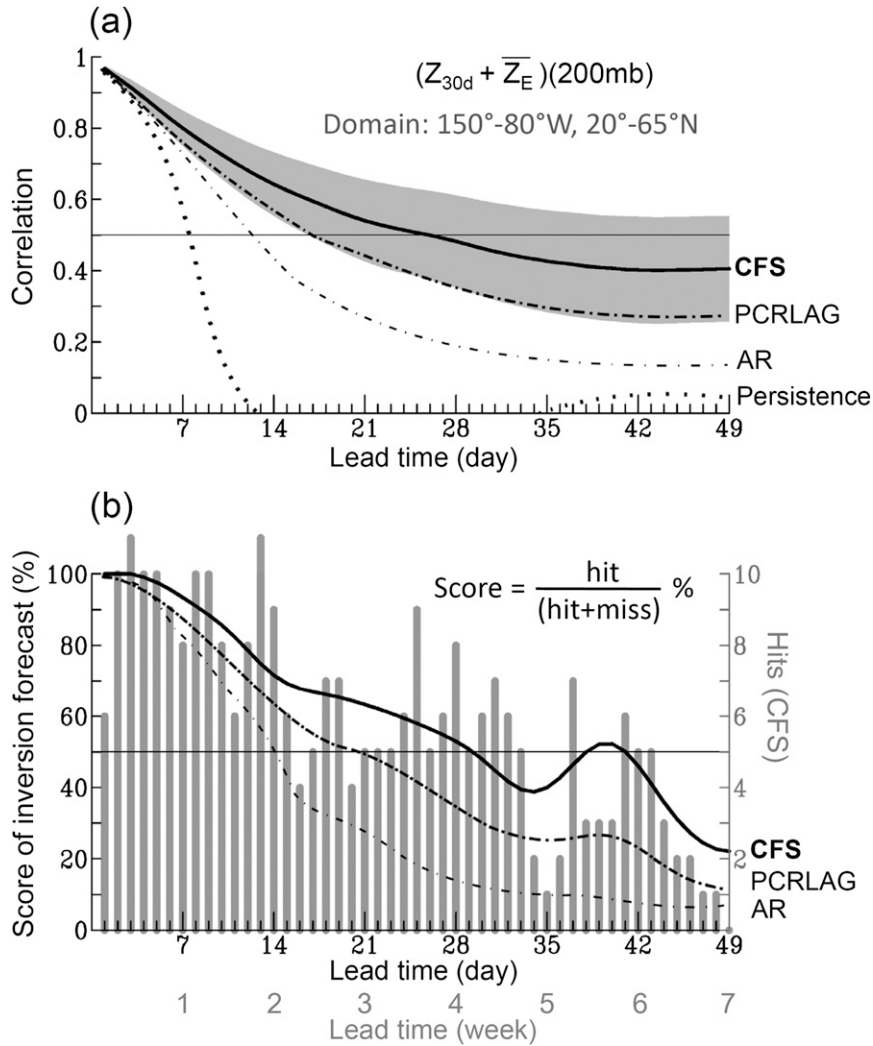 (a)
(Z30d + Z̅E̅)(200mb)
Domain: 150°-80°W, 20°-65°N
Correlation
1
0.8
0.6
0.4
0.2
0
CFS
PCRLAG
AR
Persistence
7 14 21 28 35 42 49
Lead time (day)
(b)
Score = hit / (hit+miss) %
Score of inversion forecast (%)
100
80
60
40
20
0
Hits (CFS)
10
8
6
4
2
0
CFS
PCRLAG
AR
7 14 21 28 35 42 49
Lead time (day)
1 2 3 4 5 6 7
Lead time (week)